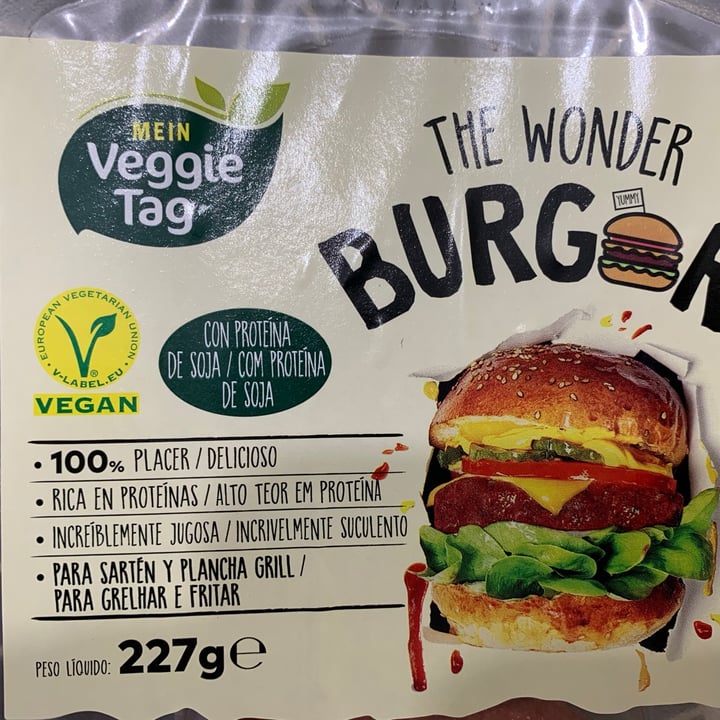 MEIN
Veggie
Tag
THE WONDER
YUMMY
BURG R
EUROPEAN VEGETARIAN UNION
V-LABEL.EU
VEGAN
CON PROTEÍNA
DE SOJA / COM PROTEÍNA
DE SOJA
• 100% PLACER / DELICIOSO
• RICA EN PROTEÍNAS / ALTO TEOR EM PROTEÍNA
• INCREÍBLEMENTE JUGOSA / INCRIVELMENTE SUCULENTO
• PARA SARTÉN Y PLANCHA GRILL /
PARA GRELHAR E FRITAR
PESO LÍQUIDO: 227g ℮